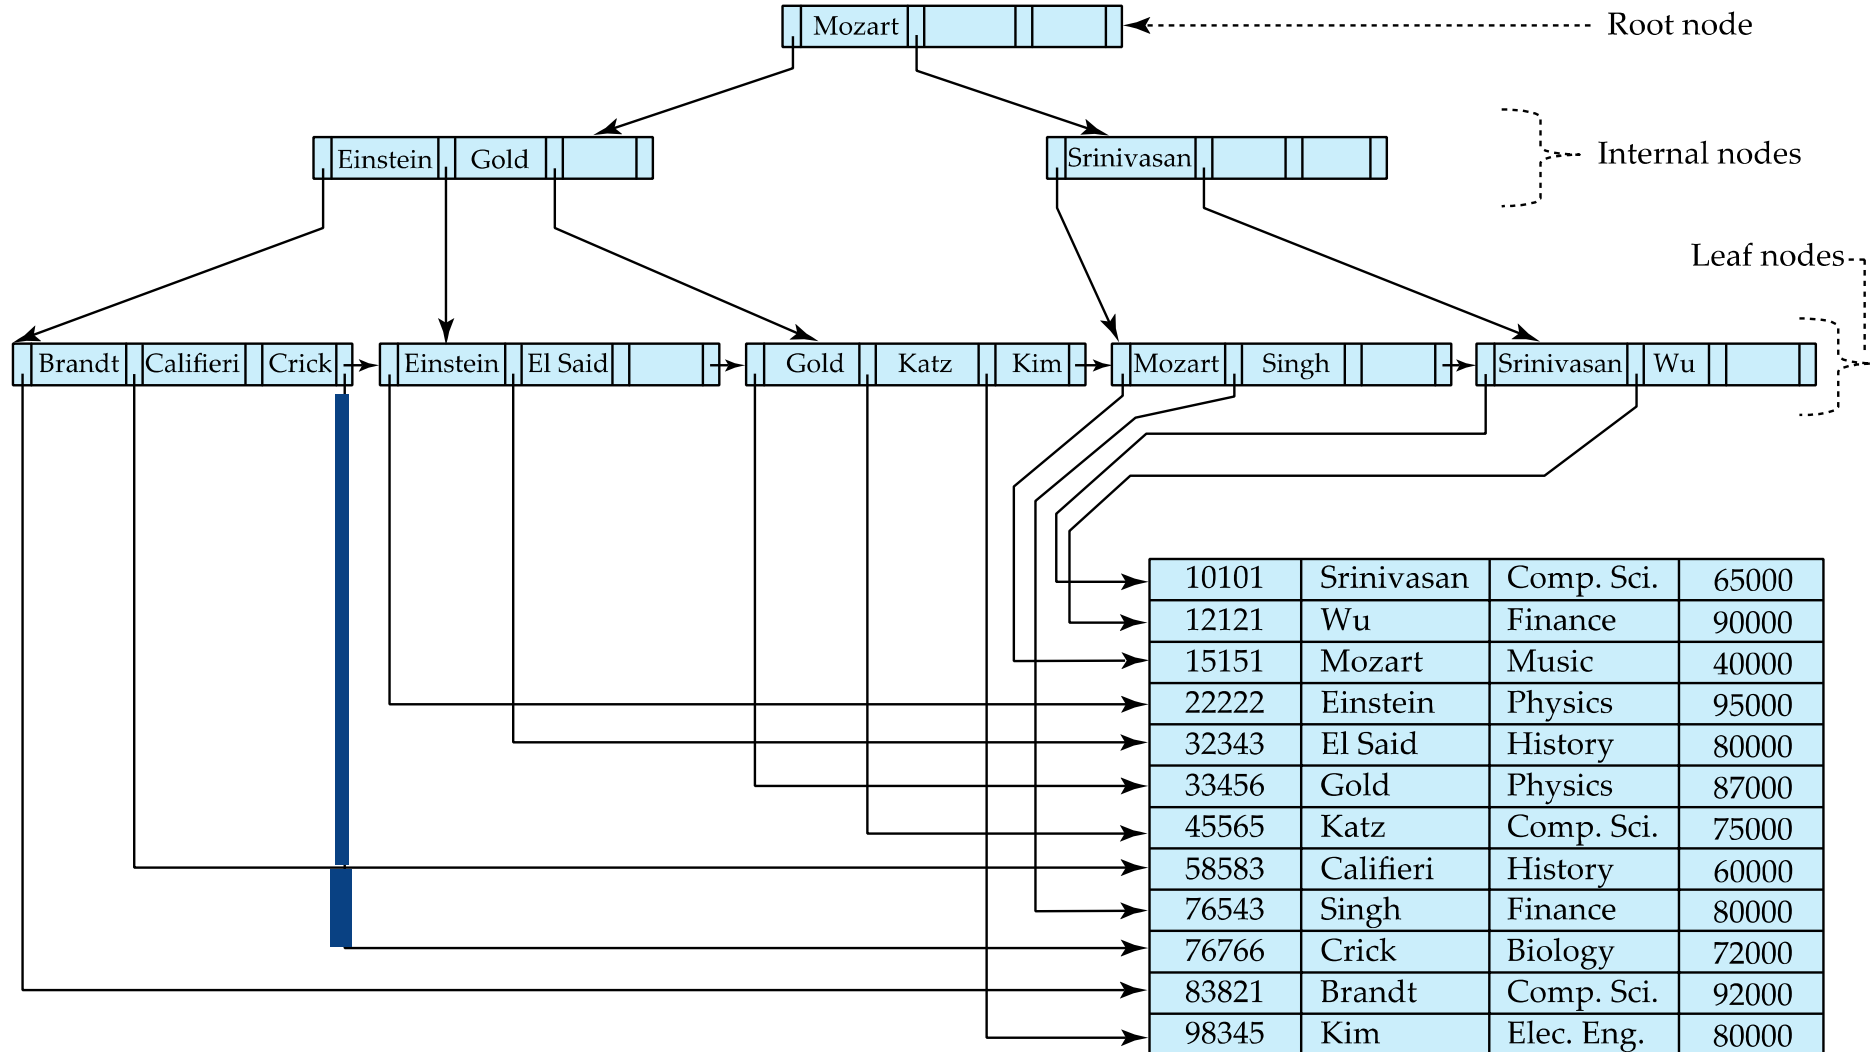 Mozart
Root node
Einstein Gold
Srinivasan
Internal nodes
Leaf nodes
Brandt Califieri Crick
Einstein El Said
Gold Katz Kim
Mozart Singh
Srinivasan Wu
10101 Srinivasan Comp. Sci. 65000
12121 Wu Finance 90000
15151 Mozart Music 40000
22222 Einstein Physics 95000
32343 El Said History 80000
33456 Gold Physics 87000
45565 Katz Comp. Sci. 75000
58583 Califieri History 60000
76543 Singh Finance 80000
76766 Crick Biology 72000
83821 Brandt Comp. Sci. 92000
98345 Kim Elec. Eng. 80000